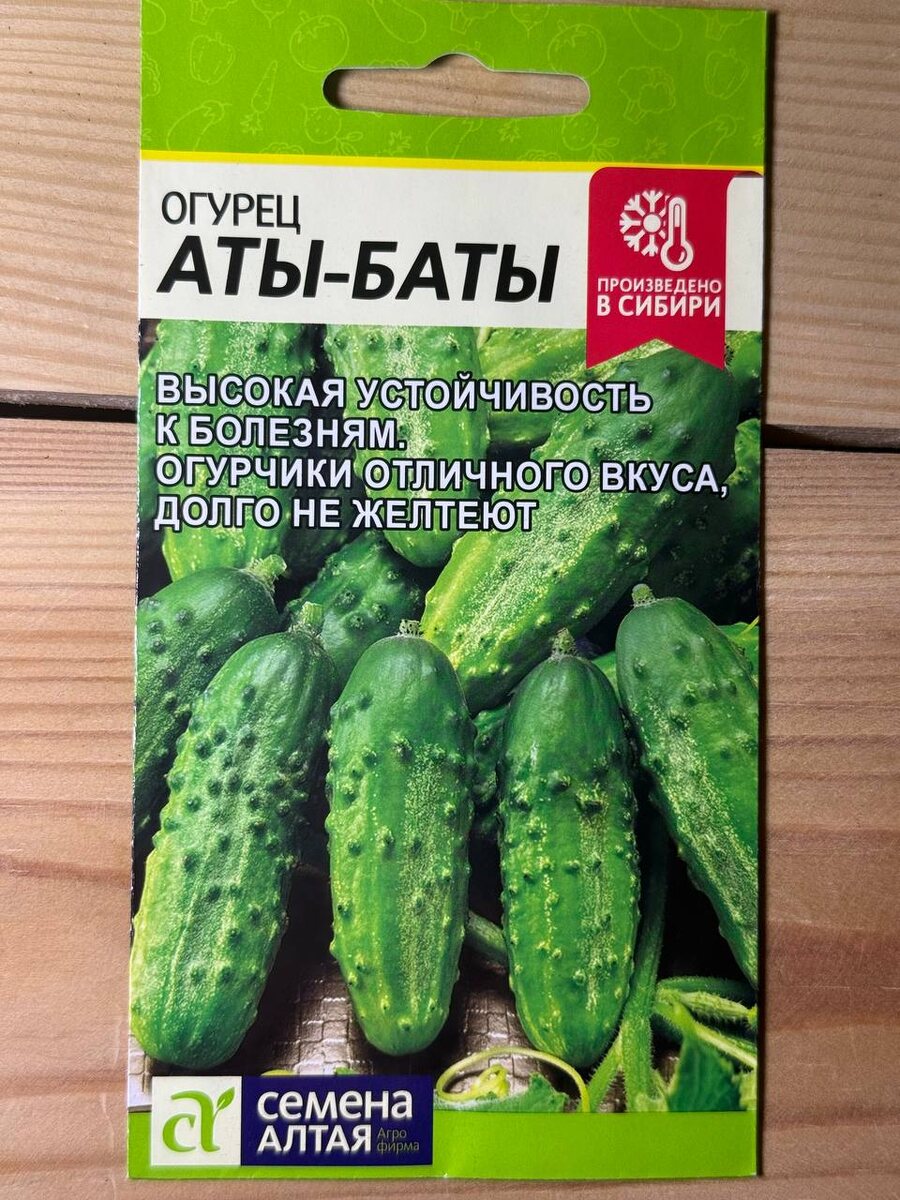 ОГУРЕЦ
АТЫ-БАТЫ
ПРОИЗВЕДЕНО
В СИБИРИ
ВЫСОКАЯ УСТОЙЧИВОСТЬ
К БОЛЕЗНЯМ.
ОГУРЧИКИ ОТЛИЧНОГО ВКУСА,
ДОЛГО НЕ ЖЕЛТЕЮТ
семена
АЛТАЯ
Агро
фирма